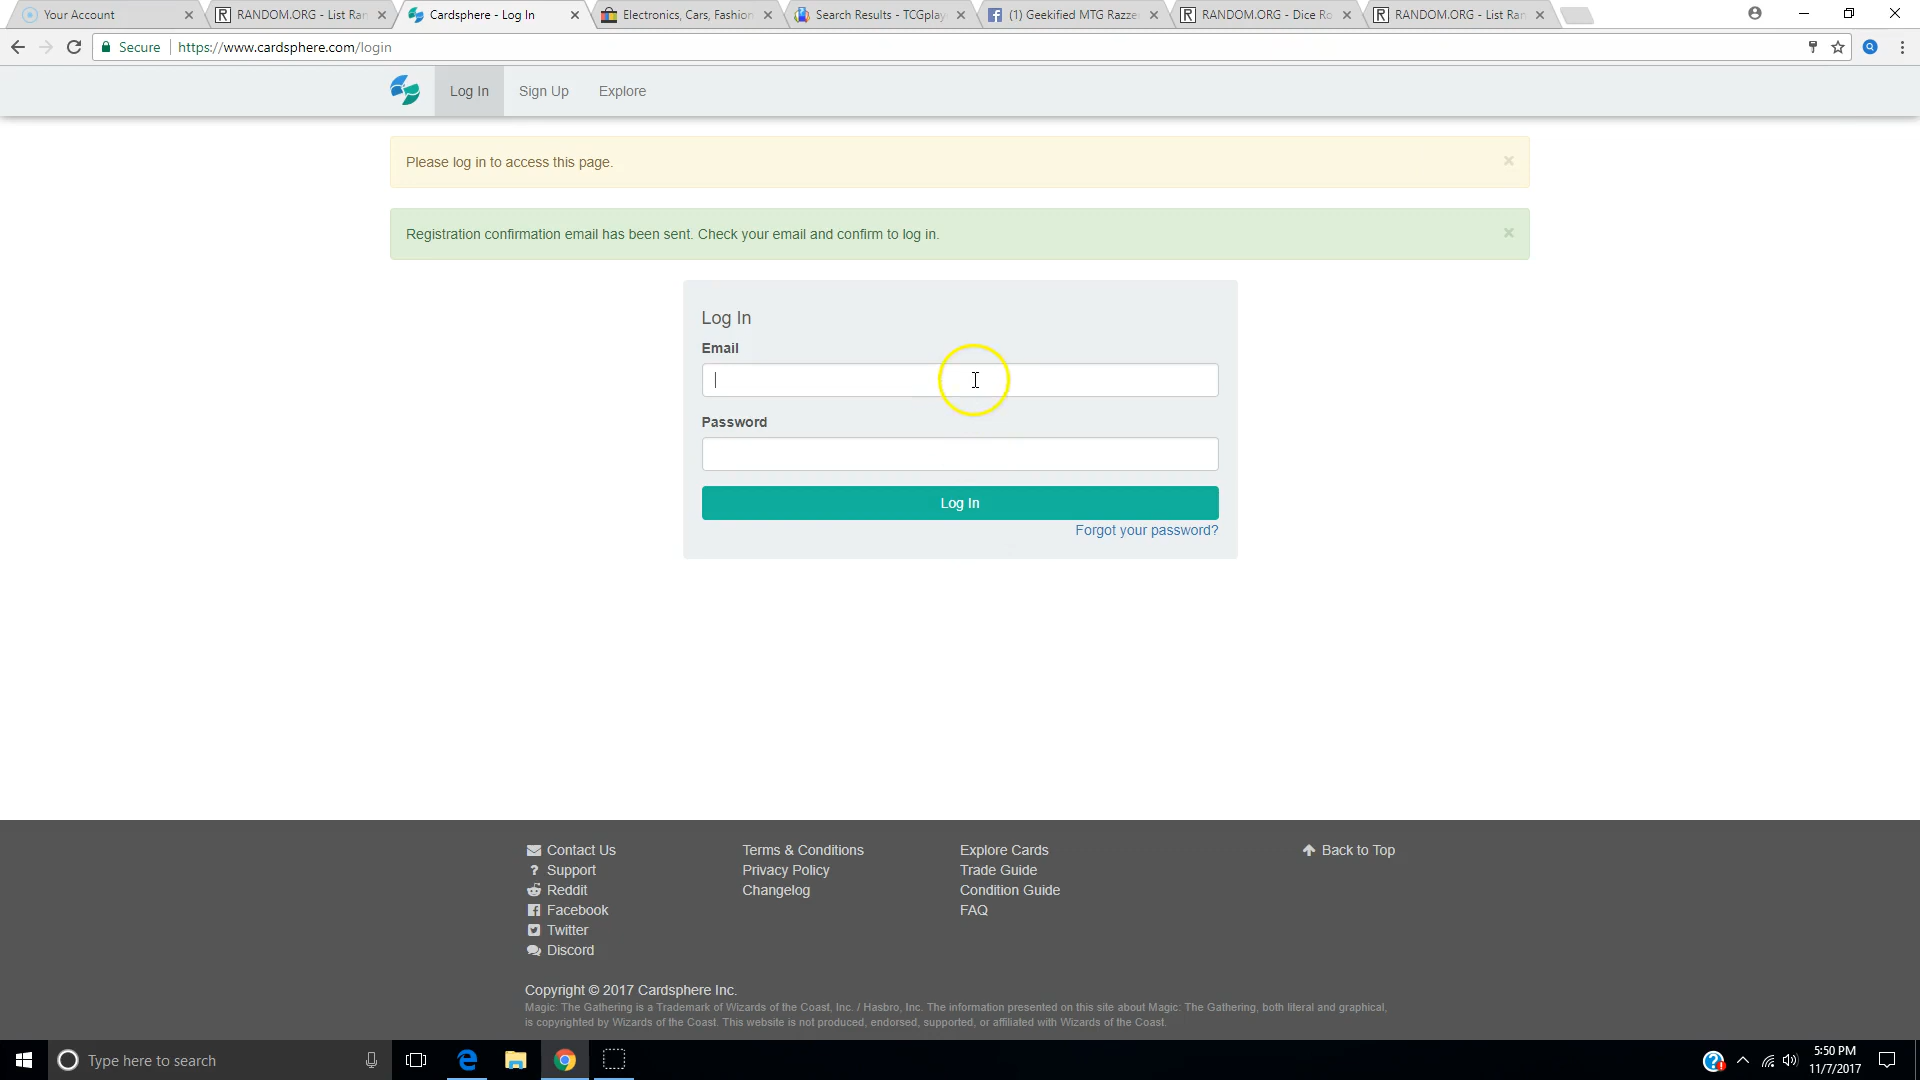 Your Account
RANDOM.ORG - List Ran
Cardsphere - Log In
Electronics, Cars, Fashion
Search Results - TCGplay
(1) Geekified MTG Razze
RANDOM.ORG - Dice Ro
RANDOM.ORG - List Ran
Secure
https://www.cardsphere.com/login
Log In
Sign Up
Explore
Please log in to access this page.
Registration confirmation email has been sent. Check your email and confirm to log in.
Log In
Email
Password
Log In
Forgot your password?
Contact Us
Support
Reddit
Facebook
Twitter
Discord
Terms & Conditions
Privacy Policy
Changelog
Explore Cards
Trade Guide
Condition Guide
FAQ
Back to Top
Copyright © 2017 Cardsphere Inc.
Magic: The Gathering is a Trademark of Wizards of the Coast, Inc. / Hasbro, Inc. The information presented on this site about Magic: The Gathering, both literal and graphical,
is copyrighted by Wizards of the Coast. This website is not produced, endorsed, supported, or affiliated with Wizards of the Coast.
Type here to search
5:50 PM
11/7/2017